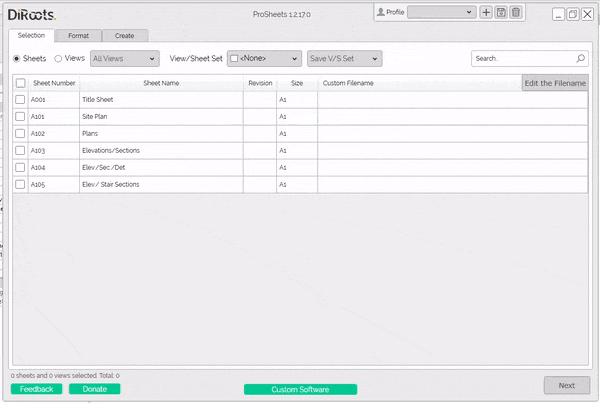 DiRoots.
ProSheets 1.2.17.0
Profile
Selection
Format
Create
Sheets
Views
All Views
View/Sheet Set
<None>
Save V/S Set
Search..
Sheet Number
Sheet Name
Revision
Size
Custom Filename
Edit the Filename
A001 Title Sheet A1
A101 Site Plan A1
A102 Plans A1
A103 Elevations/Sections A1
A104 Elev./Sec./Det. A1
A105 Elev./ Stair Sections A1
0 sheets and 0 views selected. Total: 0
Feedback
Donate
Custom Software
Next